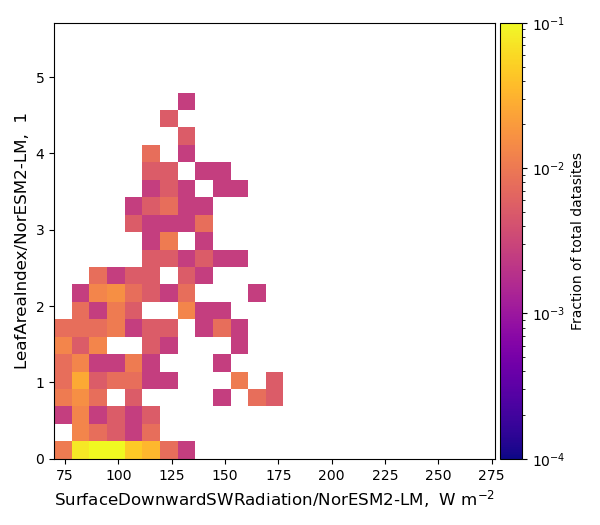 5
4
3
2
1
0
LeafAreaIndex/NorESM2-LM,  1
75 100 125 150 175 200 225 250 275
SurfaceDownwardSWRadiation/NorESM2-LM,  W m⁻²
10⁻¹
10⁻²
10⁻³
10⁻⁴
Fraction of total datasites